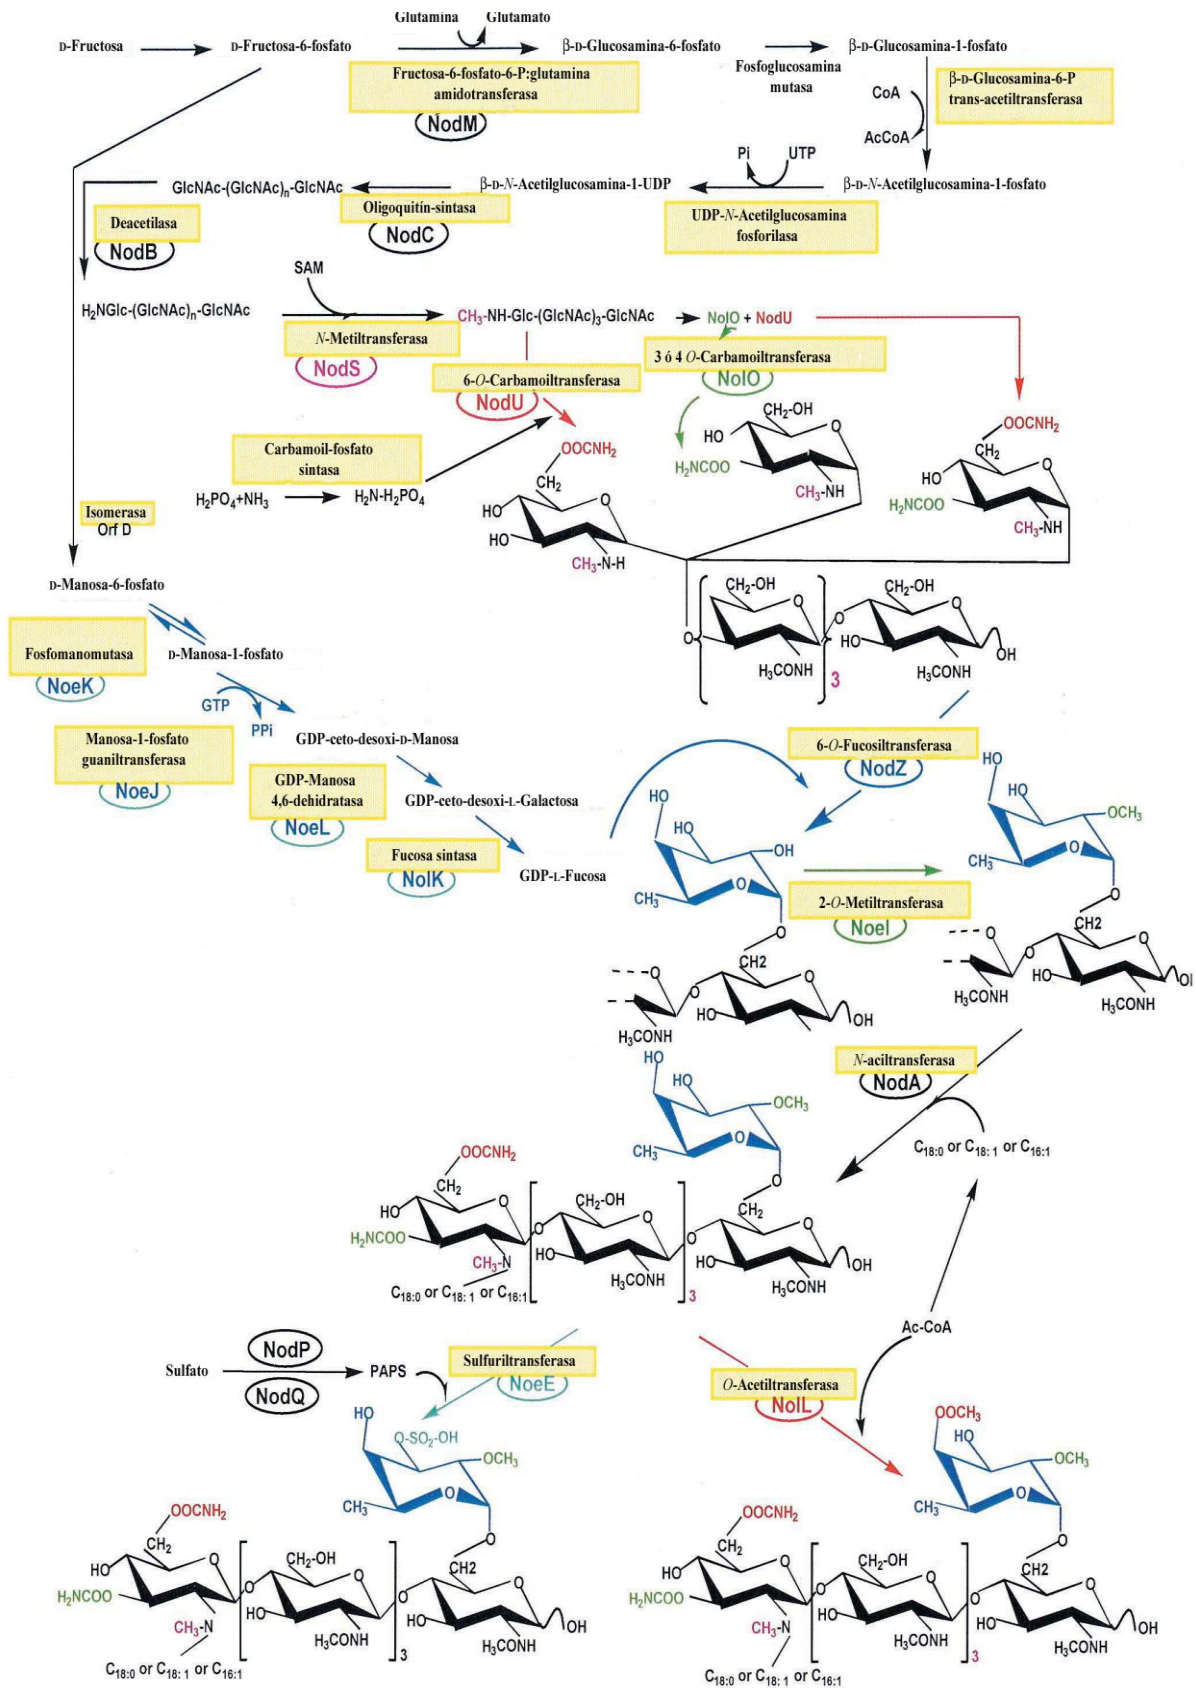 Glutamina Glutamato
D-Fructosa D-Fructosa-6-fosfato β-D-Glucosamina-6-fosfato β-D-Glucosamina-1-fosfato
Fructosa-6-fosfato-6-P:glutamina
amidotransferasa
NodM
Fosfoglucosamina
mutasa
β-D-Glucosamina-6-P
trans-acetiltransferasa
CoA
AcCoA
Pi UTP
GlcNAc-(GlcNAc)n-GlcNAc β-D-N-Acetilglucosamina-1-UDP β-D-N-Acetilglucosamina-1-fosfato
Deacetilasa
NodB
Oligoquitín-sintasa
NodC
UDP-N-Acetilglucosamina
fosforilasa
SAM
H2NGlc-(GlcNAc)n-GlcNAc CH3-NH-Glc-(GlcNAc)3-GlcNAc NolO + NodU
N-Metiltransferasa
NodS
6-O-Carbamoiltransferasa
NodU
3 ó 4 O-Carbamoiltransferasa
NolO
Carbamoil-fosfato
sintasa
H2PO4+NH3 H2N-H2PO4
OOCNH2
CH2
HO
HO
CH3-N-H
O
CH2-OH
HO
H2NCOO
CH3-NH
O
OOCNH2
CH2
HO
H2NCOO
CH3-NH
O
Isomerasa
Orf D
D-Manosa-6-fosfato
Fosfomanomutasa
NoeK
D-Manosa-1-fosfato
GTP
PPi
O
CH2-OH
O
H3CCONH
3
O
CH2-OH
O
HO
H3CCONH
OH
Manosa-1-fosfato
guaniltransferasa
NoeJ
GDP-ceto-desoxi-D-Manosa
GDP-Manosa
4,6-dehidratasa
NoeL
GDP-ceto-desoxi-L-Galactosa
Fucosa sintasa
NolK
GDP-L-Fucosa
6-O-Fucosiltransferasa
NodZ
HO
HO
OH
CH3
O
O
CH2
O
O
O
HO
H3CONH
OH
2-O-Metiltransferasa
NoeI
HO
HO
OCH3
CH3
O
O
CH2
O
O
O
HO
H3CONH
H3CONH
OI
N-aciltransferasa
NodA
C18:0 or C18: 1 or C16:1
HO
HO
OCH3
CH3
O
O
OOCNH2
CH2
HO
H2NCOO
CH3-N
C18:0 or C18: 1 or C16:1
O
O
CH2-OH
O
HO
H3CONH
3
O
CH2
O
HO
H3CONH
OH
Ac-CoA
Sulfato
NodP
NodQ
PAPS
Sulfuriltransferasa
NoeE
O-Acetiltransferasa
NolL
HO
O-SO2-OH
OCH3
CH3
O
O
OOCNH2
CH2
HO
H2NCOO
CH3-N
C18:0 or C18: 1 or C16:1
O
O
CH2-OH
O
HO
H3CONH
3
O
CH2
O
HO
H3CONH
OH
OOCH3
HO
OCH3
CH3
O
O
OOCNH2
CH2
HO
H2NCOO
CH3-N
C18:0 or C18: 1 or C16:1
O
O
CH2-OH
O
HO
H3CONH
3
O
CH2
O
HO
H3CONH
OH